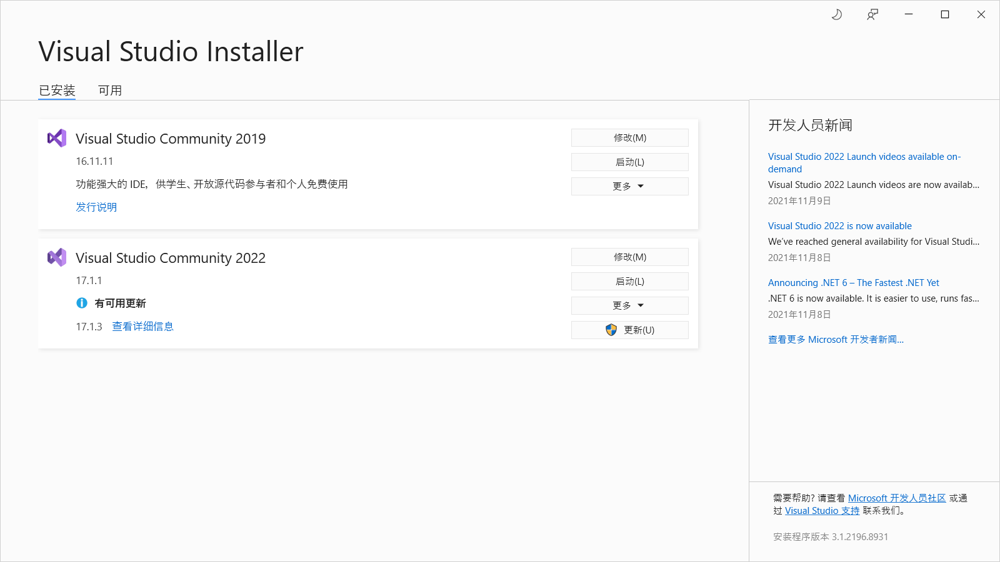 Visual Studio Installer
已安装 可用
Visual Studio Community 2019
16.11.11
功能强大的 IDE，供学生、开放源代码参与者和个人免费使用
发行说明
修改(M)
启动(L)
更多
Visual Studio Community 2022
17.1.1
有可用更新
17.1.3 查看详细信息
修改(M)
启动(L)
更多
更新(U)
开发人员新闻
Visual Studio 2022 Launch videos available on-
demand
Visual Studio 2022 Launch videos are now availab...
2021年11月9日
Visual Studio 2022 is now available
We’ve reached general availability for Visual Studi...
2021年11月8日
Announcing .NET 6 – The Fastest .NET Yet
.NET 6 is now available. It is easier to use, runs fas...
2021年11月8日
查看更多 Microsoft 开发者新闻...
需要帮助? 请查看 Microsoft 开发人员社区 或通
过 Visual Studio 支持 联系我们。
安装程序版本 3.1.2196.8931